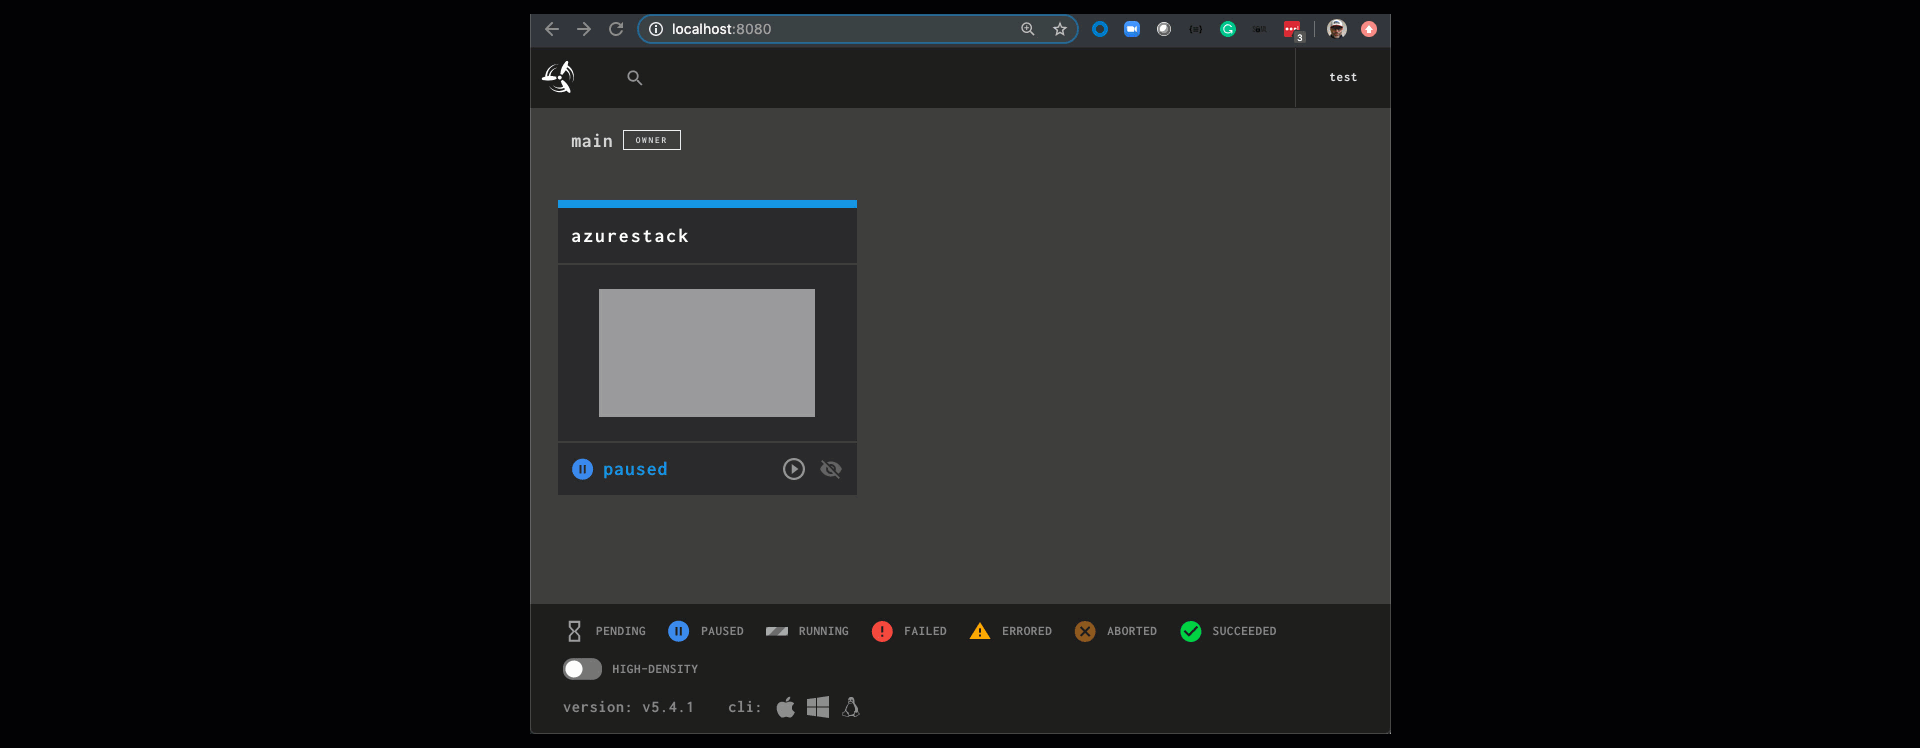 localhost:8080
3
test
main OWNER
azurestack
paused
PENDING PAUSED RUNNING FAILED ERRORED ABORTED SUCCEEDED
HIGH-DENSITY
version: v5.4.1 cli: